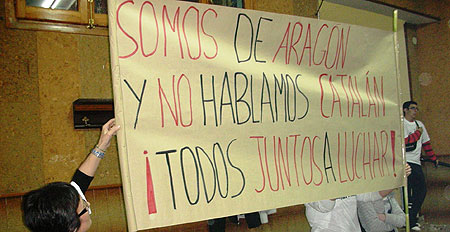 SOMOS DE ARAGON
Y NO HABLAMOS CATALÁN
¡TODOS JUNTOS A LUCHAR!